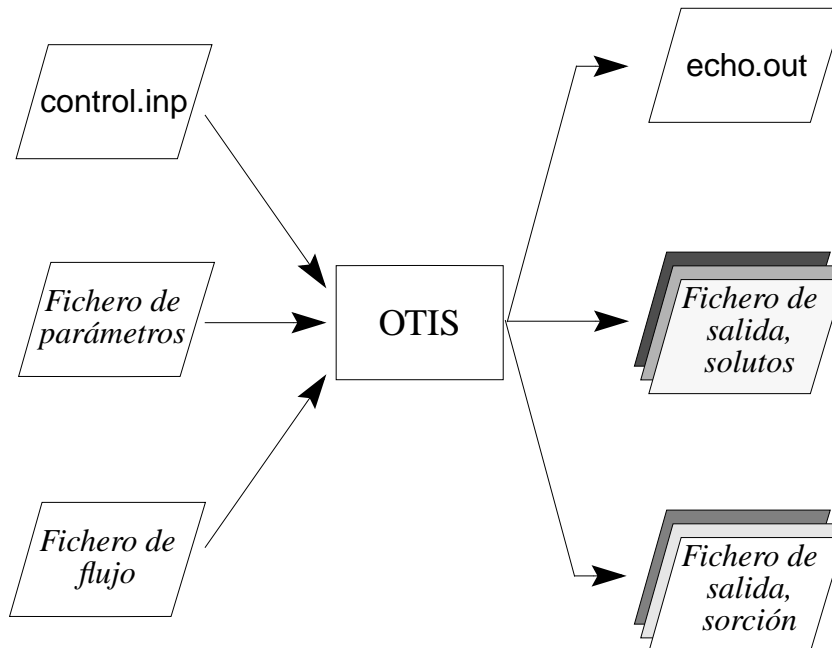 control.inp
Fichero de
parámetros
Fichero de
flujo
OTIS
echo.out
Fichero de
salida,
solutos
Fichero de
salida,
sorción